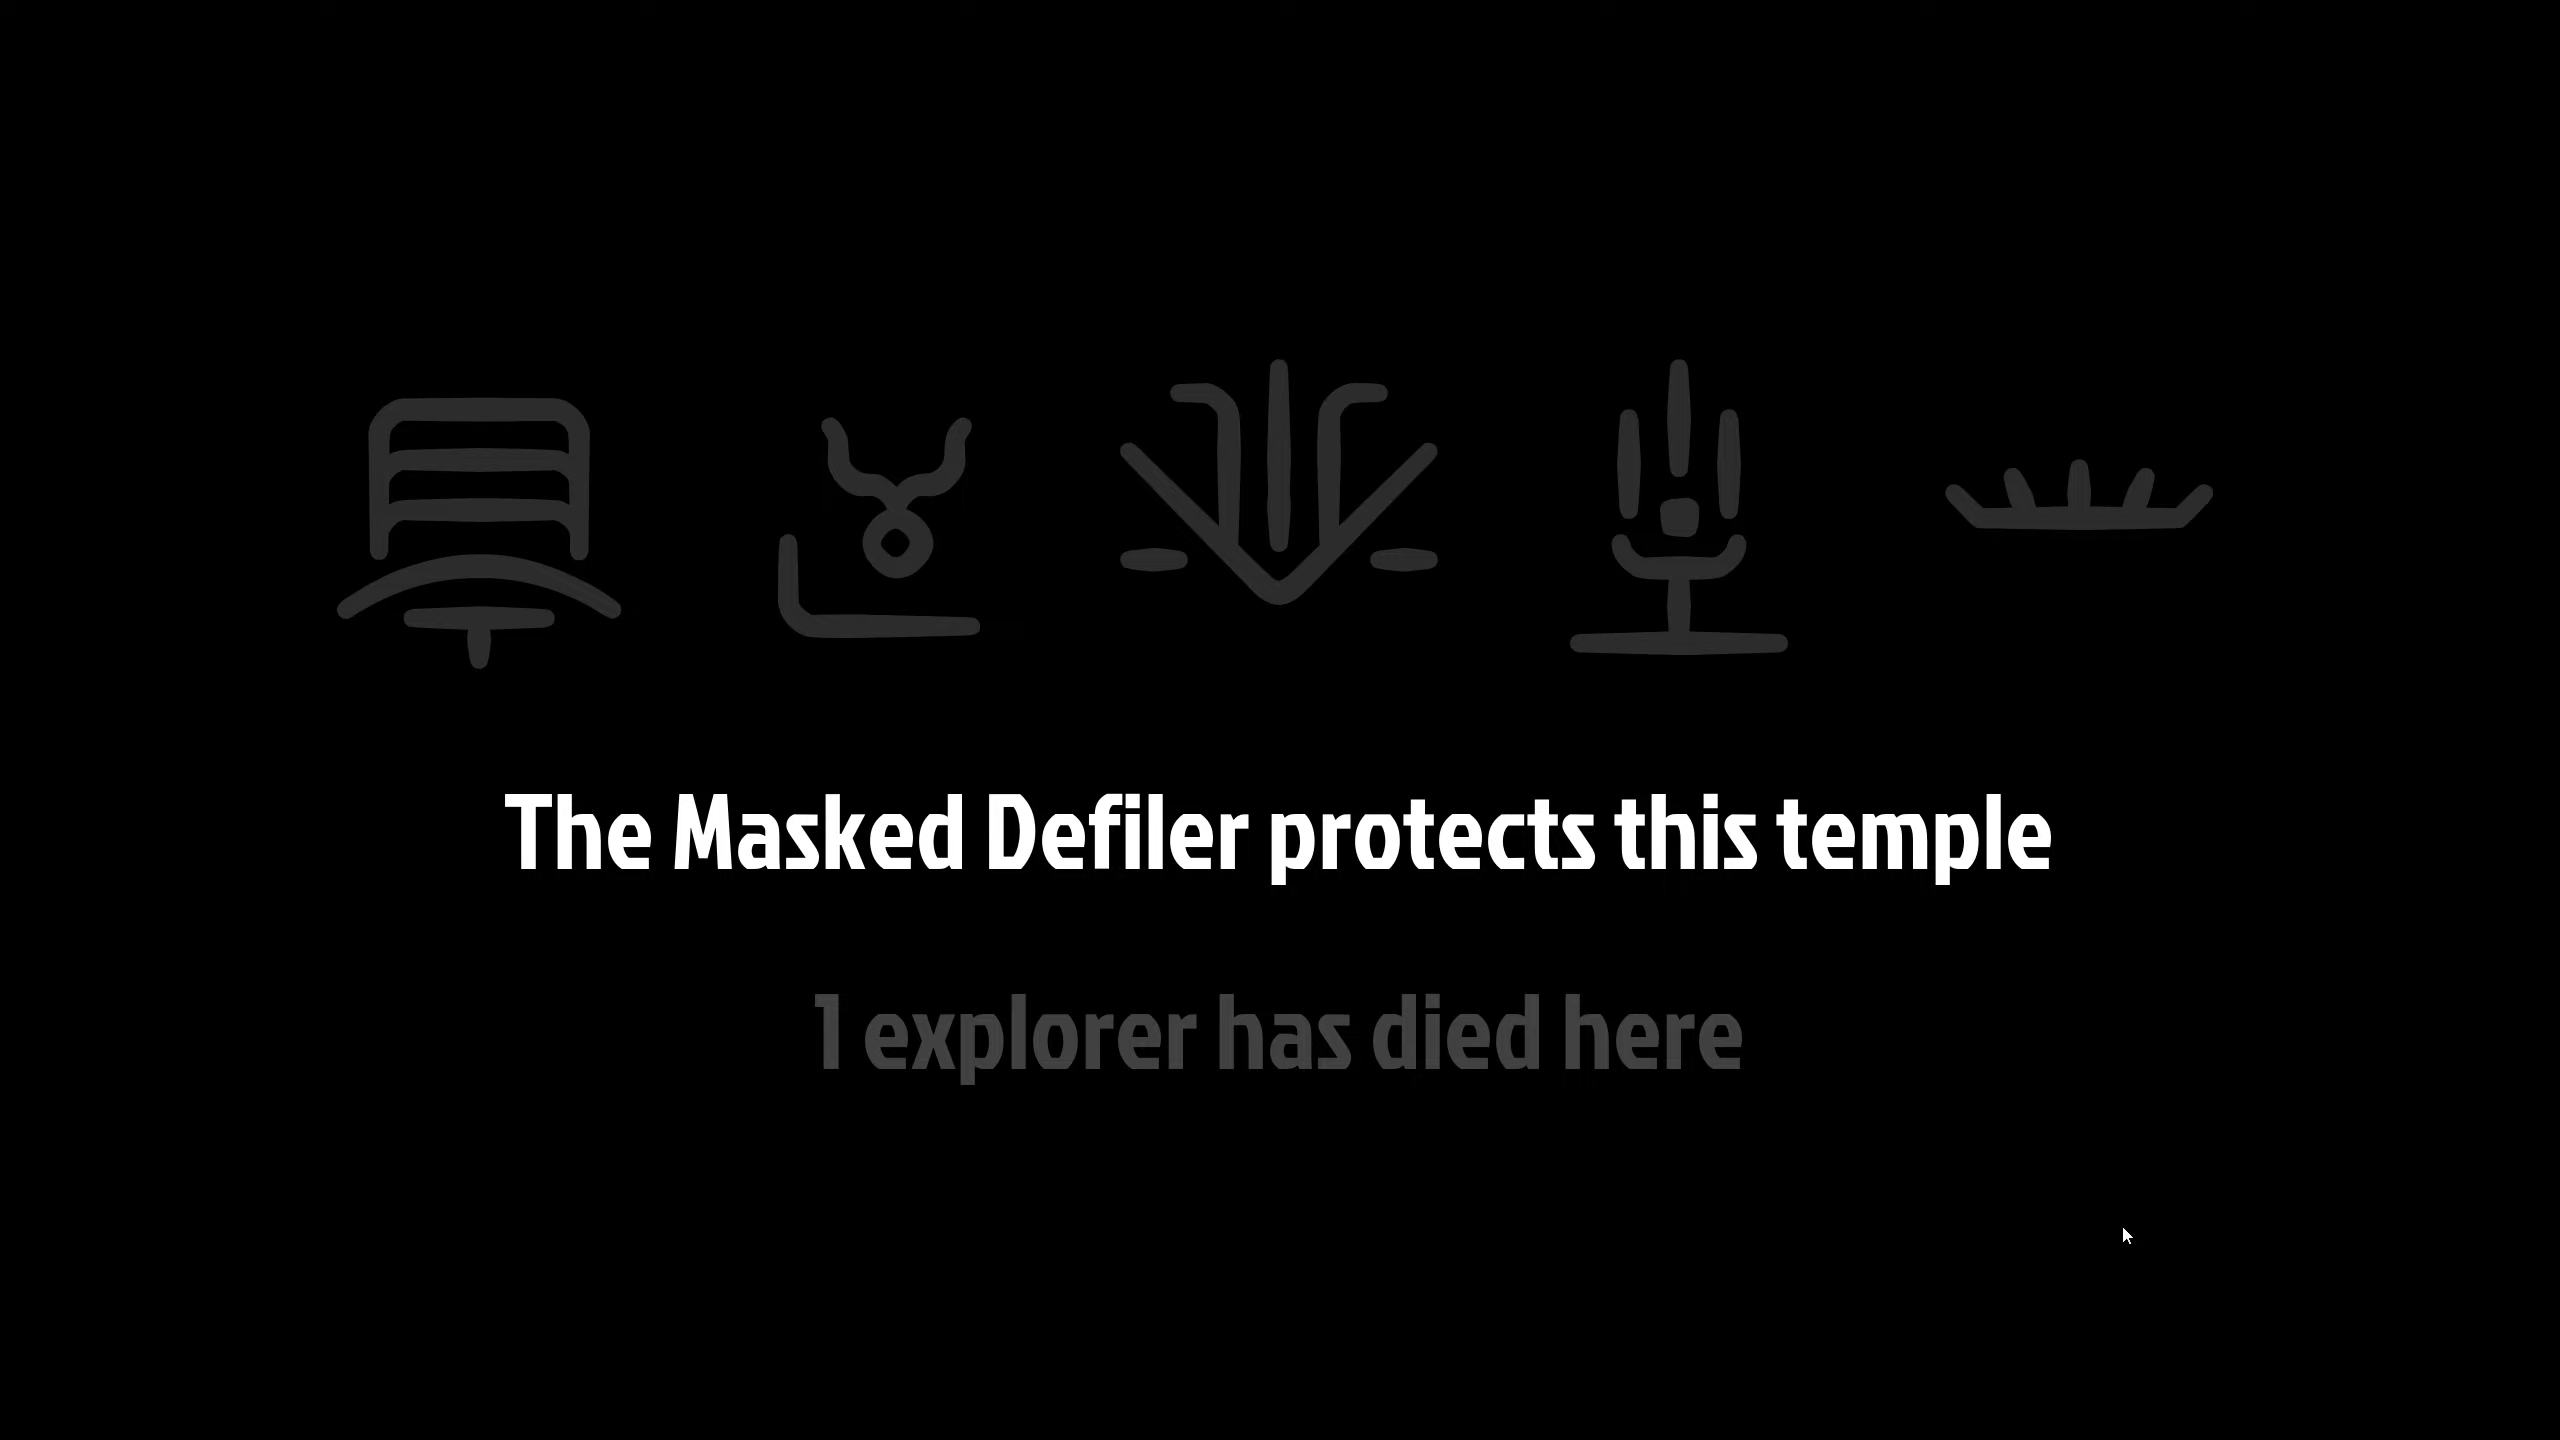 The Masked Defiler protects this temple
1 explorer has died here